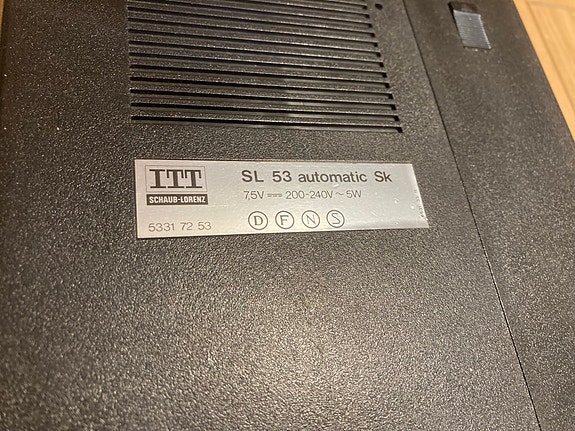 ITT
SCHAUB-LORENZ
SL 53 automatic Sk
7,5V ⎓ 200-240V ~ 5W
5331 72 53
D F N S